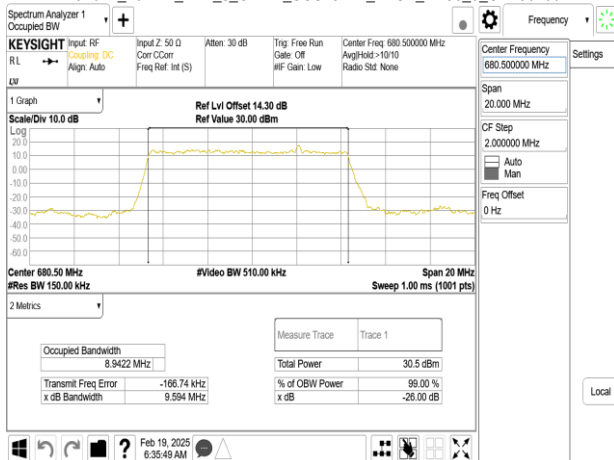 Spectrum Analyzer 1
Occupied BW
Frequency
KEYSIGHT
Input: RF
Input Z: 50 Ω
Atten: 30 dB
Trig: Free Run
Center Freq: 680.500000 MHz
RL
Coupling: DC
Corr CCorr
Gate: Off
Avg|Hold:>10/10
Align: Auto
Freq Ref: Int (S)
#IF Gain: Low
Radio Std: None
LXI
Center Frequency
680.500000 MHz
Settings
Span
20.000 MHz
CF Step
2.000000 MHz
Auto
Man
Freq Offset
0 Hz
Local
1 Graph
Ref Lvl Offset 14.30 dB
Scale/Div 10.0 dB
Ref Value 30.00 dBm
Log
20.0
10.0
0.00
-10.0
-20.0
-30.0
-40.0
-50.0
-60.0
Center 680.50 MHz
#Video BW 510.00 kHz
Span 20 MHz
#Res BW 150.00 kHz
Sweep 1.00 ms (1001 pts)
2 Metrics
Measure Trace
Trace 1
Occupied Bandwidth
8.9422 MHz
Total Power
30.5 dBm
Transmit Freq Error
-166.74 kHz
% of OBW Power
99.00 %
x dB Bandwidth
9.594 MHz
x dB
-26.00 dB
?
Feb 19, 2025
6:35:49 AM